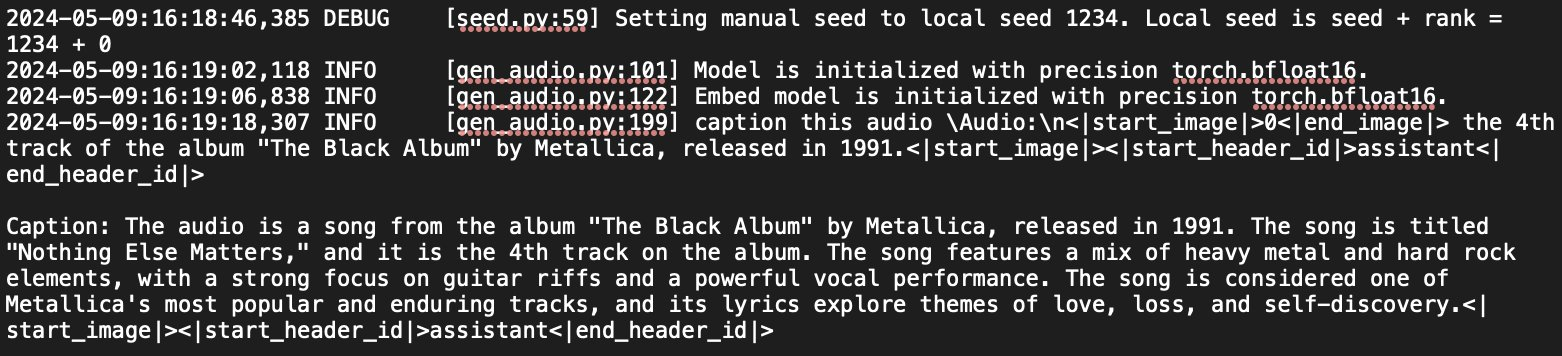 2024-05-09:16:18:46,385 DEBUG    [seed.py:59] Setting manual seed to local seed 1234. Local seed is seed + rank =
1234 + 0
2024-05-09:16:19:02,118 INFO     [gen_audio.py:101] Model is initialized with precision torch.bfloat16.
2024-05-09:16:19:06,838 INFO     [gen_audio.py:122] Embed model is initialized with precision torch.bfloat16.
2024-05-09:16:19:18,307 INFO     [gen_audio.py:199] caption this audio \Audio:\n<|start_image|>0<|end_image|> the 4th
track of the album "The Black Album" by Metallica, released in 1991.<|start_image|><|start_header_id|>assistant<|
end_header_id|>

Caption: The audio is a song from the album "The Black Album" by Metallica, released in 1991. The song is titled
"Nothing Else Matters," and it is the 4th track on the album. The song features a mix of heavy metal and hard rock
elements, with a strong focus on guitar riffs and a powerful vocal performance. The song is considered one of
Metallica's most popular and enduring tracks, and its lyrics explore themes of love, loss, and self-discovery.<|
start_image|><|start_header_id|>assistant<|end_header_id|>